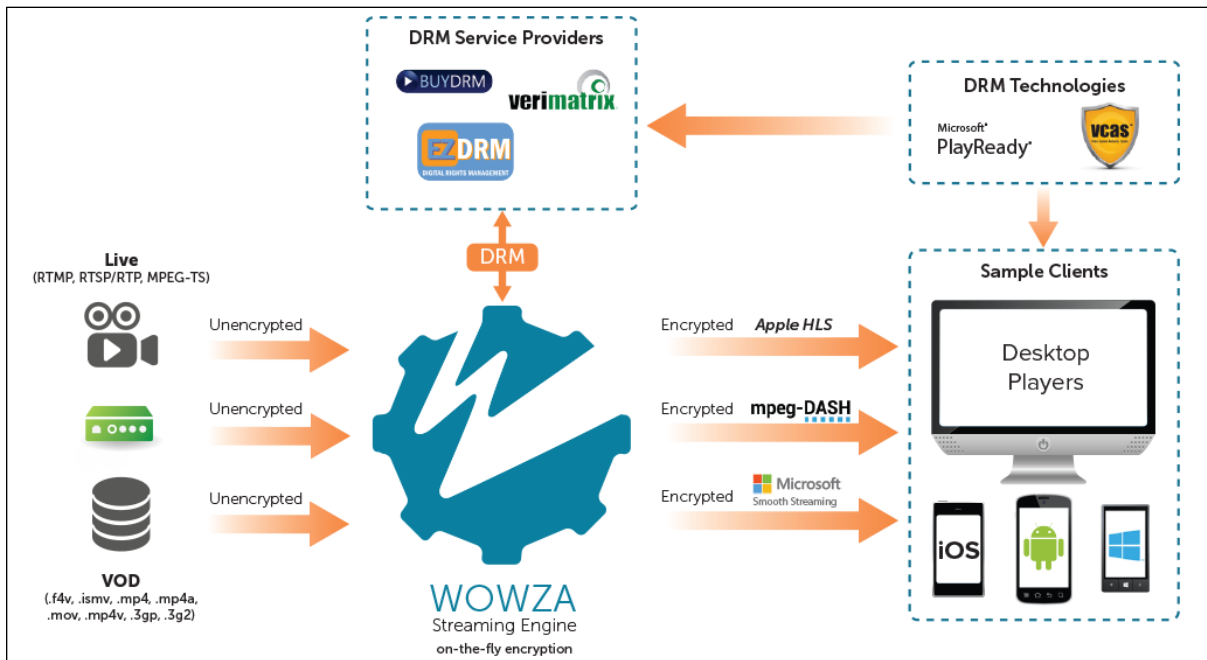 DRM Service Providers
BUYDRM
verimatrix
EZDRM
DIGITAL RIGHTS MANAGEMENT
DRM Technologies
Microsoft®
PlayReady®
vcas
DRM
Live
(RTMP, RTSP/RTP, MPEG-TS)
Unencrypted
Unencrypted
Unencrypted
VOD
(.f4v, .ismv, .mp4, .mp4a,
.mov, .mp4v, .3gp, .3g2)
WOWZA
Streaming Engine
on-the-fly encryption
Encrypted Apple HLS
Encrypted mpeg-DASH
Encrypted Microsoft
Smooth Streaming
Sample Clients
Desktop
Players
iOS